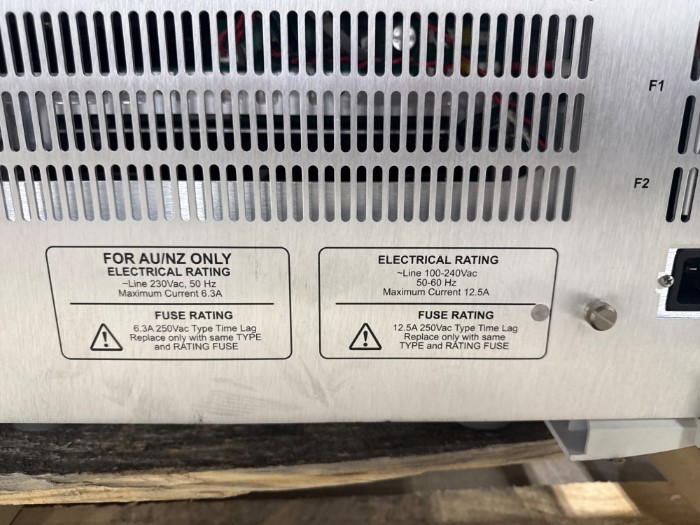 F1
F2
FOR AU/NZ ONLY
ELECTRICAL RATING
~Line 230Vac, 50 Hz
Maximum Current 6.3A
FUSE RATING
6.3A 250Vac Type Time Lag
Replace only with same TYPE
and RATING FUSE
ELECTRICAL RATING
~Line 100-240Vac
50-60 Hz
Maximum Current 12.5A
FUSE RATING
12.5A 250Vac Type Time Lag
Replace only with same
TYPE and RATING FUSE